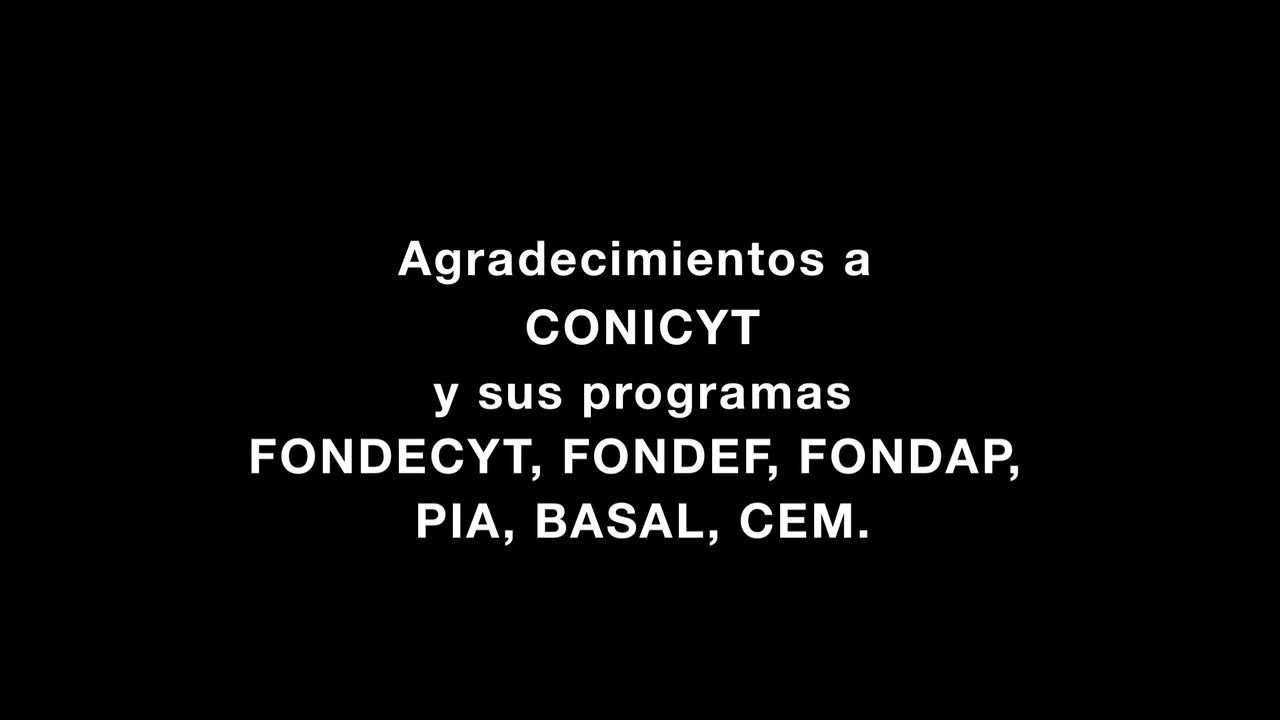 Agradecimientos a
CONICYT
y sus programas
FONDECYT, FONDEF, FONDAP,
PIA, BASAL, CEM.